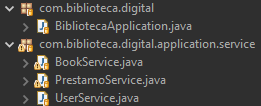 com.biblioteca.digital
BibliotecaApplication.java
com.biblioteca.digital.application.service
BookService.java
PrestamoService.java
UserService.java